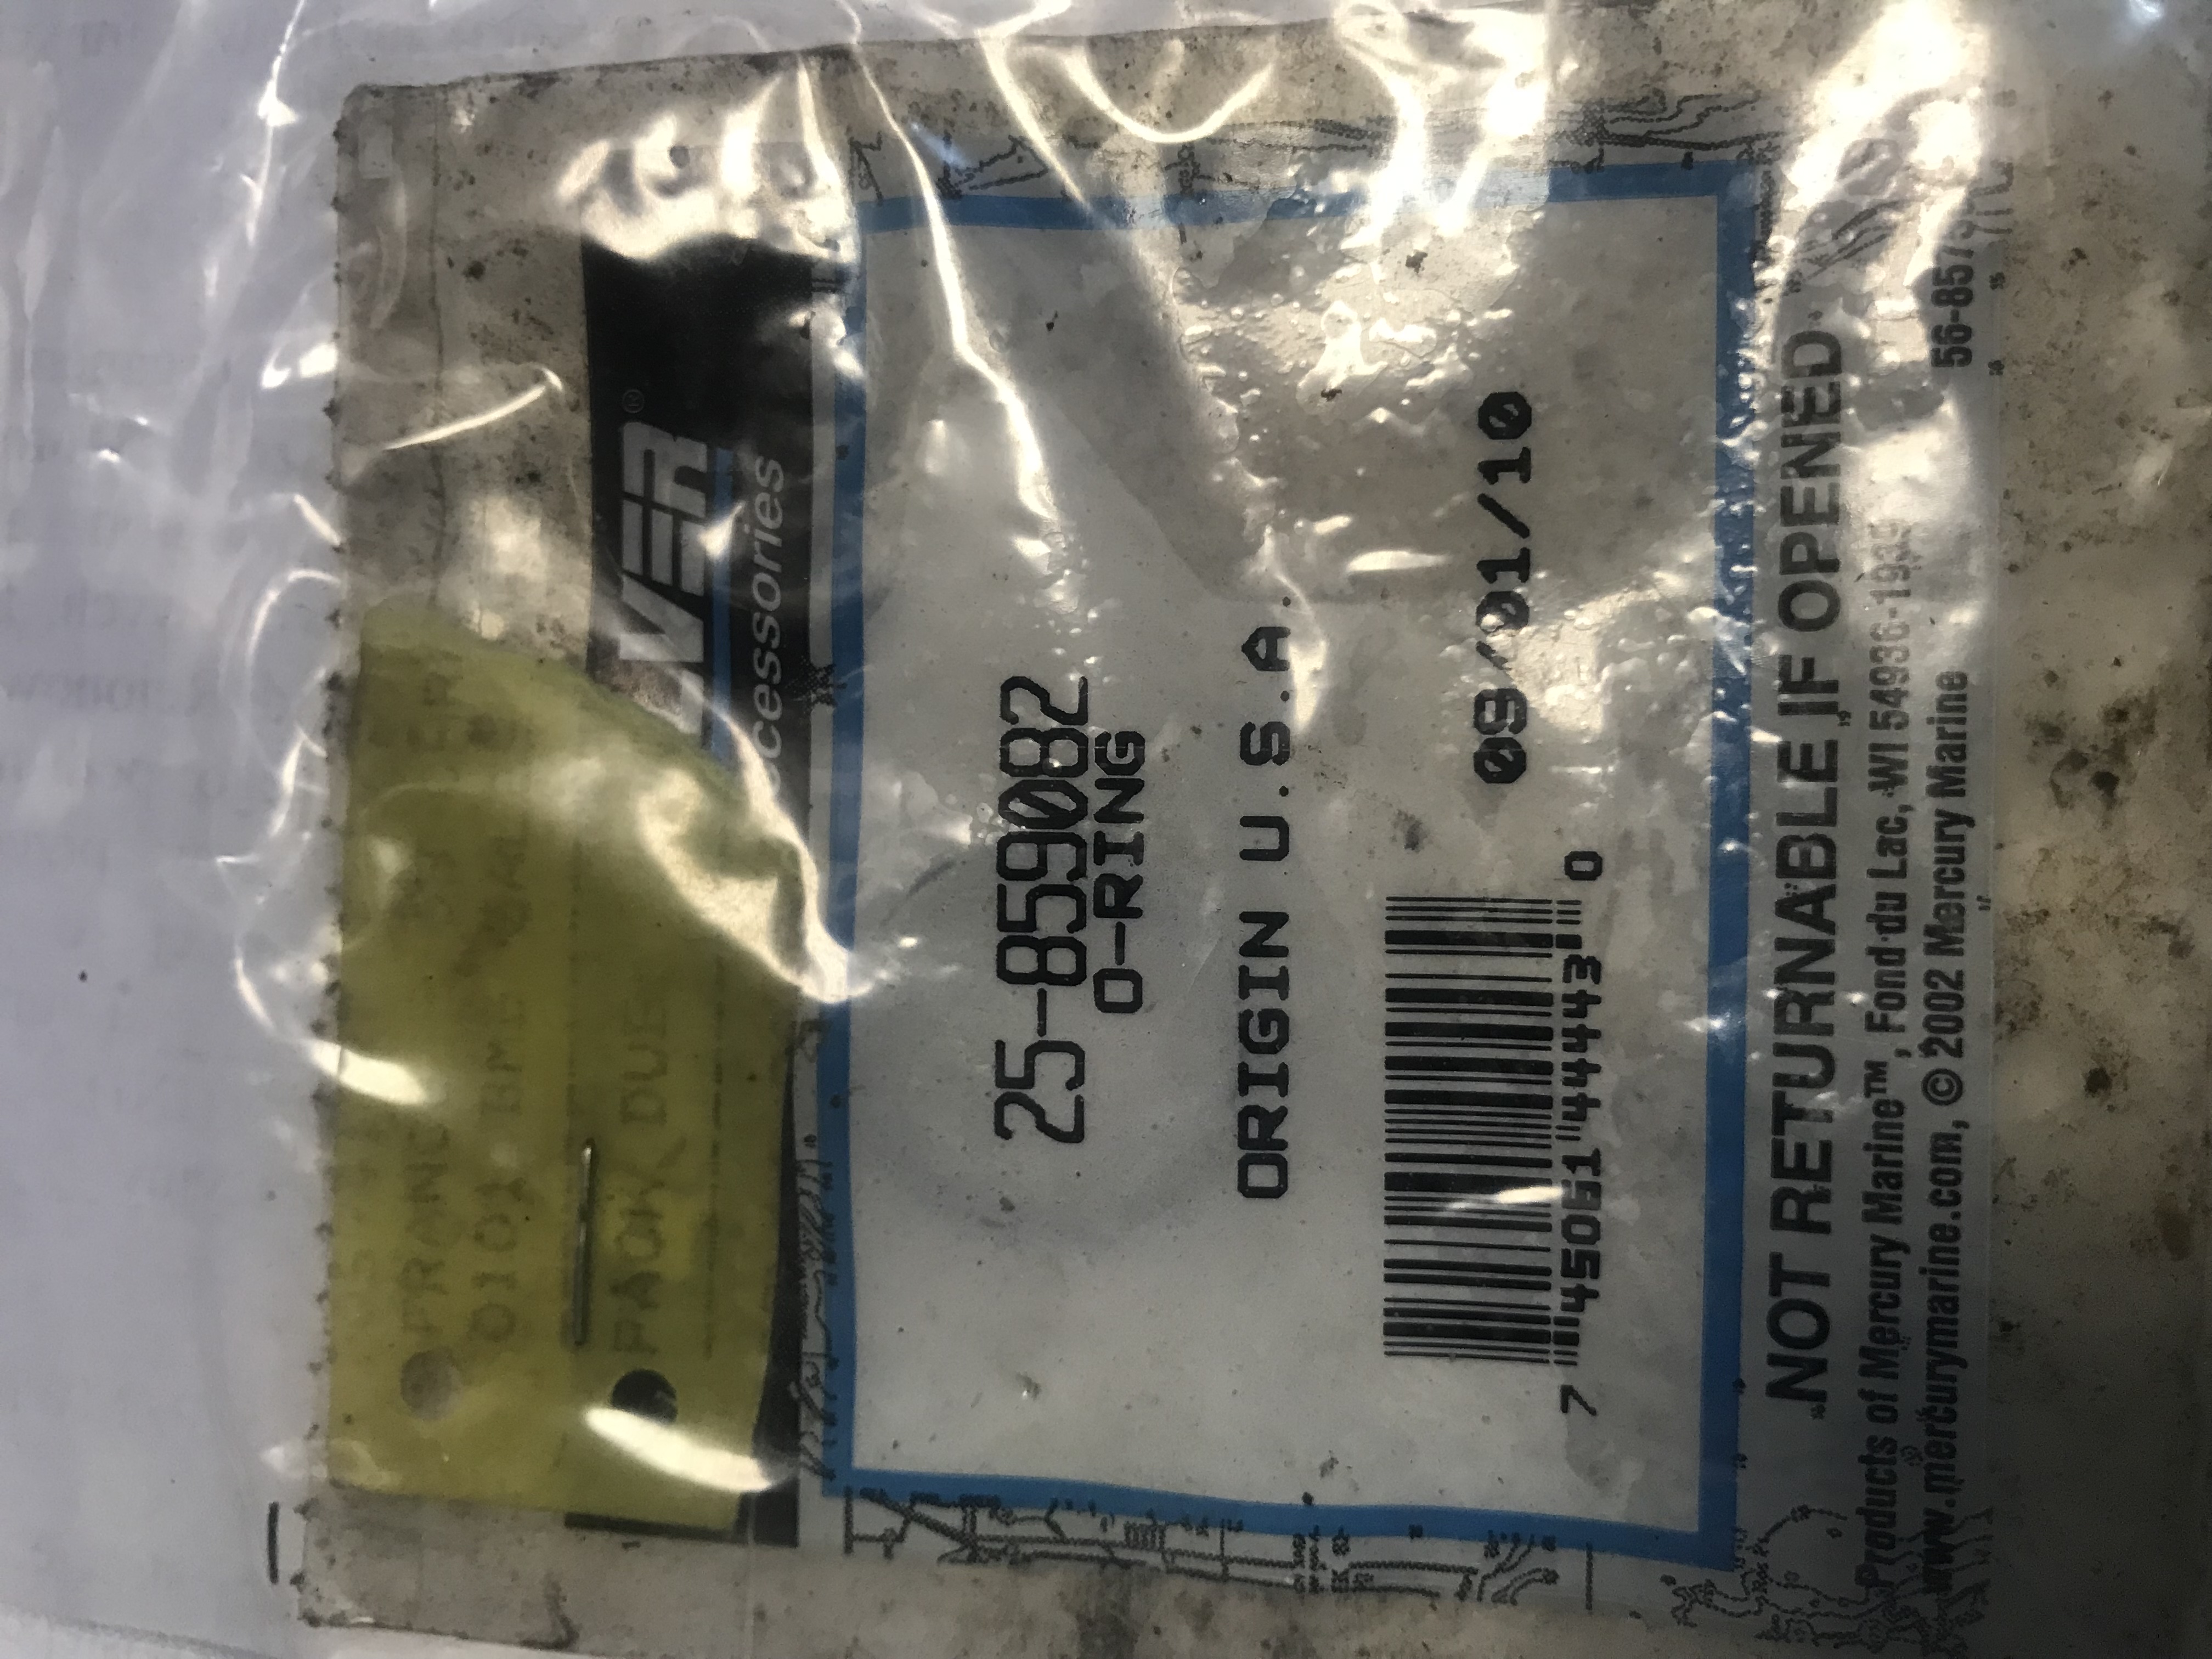 VER®
ccessories
25-859082
O-RING
ORIGIN U.S.A.
09/01/10
7 45061 44443 0
NOT RETURNABLE IF OPENED
Products of Mercury Marine™, Fond du Lac, WI 54936-1939
www.mercurymarine.com, © 2002 Mercury Marine
PACK DUE